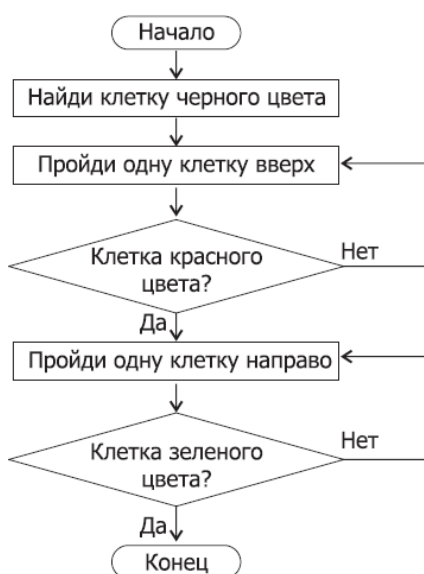 Начало
Найди клетку черного цвета
Пройди одну клетку вверх
Клетка красного
цвета?
Нет
Да
Пройди одну клетку направо
Клетка зеленого
цвета?
Нет
Да
Конец